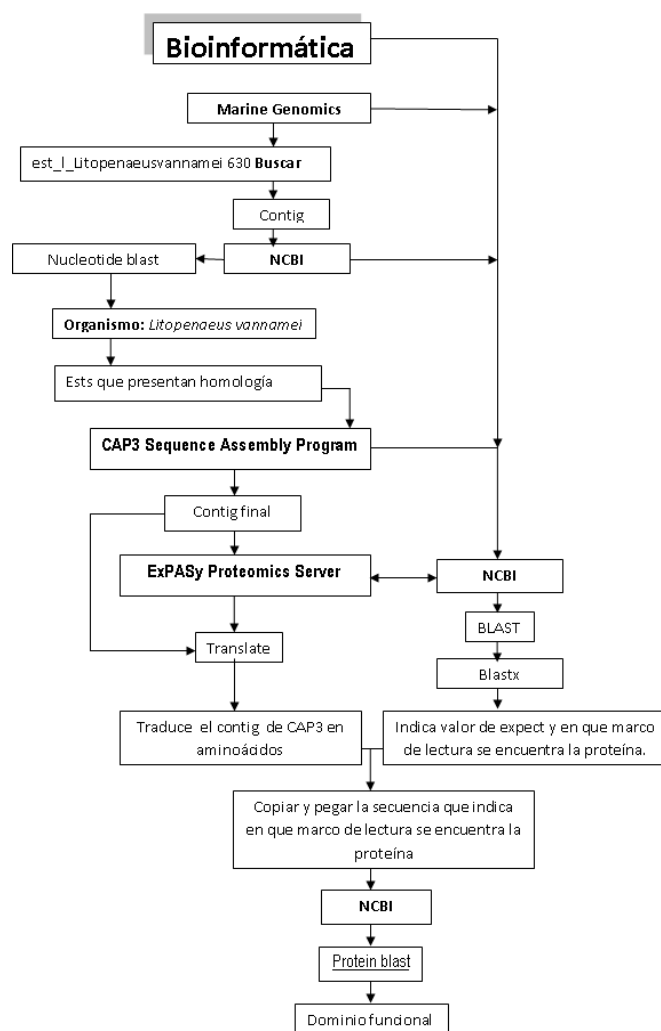 Bioinformática
Marine Genomics
est_l_Litopenaeusvannamei 630 Buscar
Contig
Nucleotide blast
NCBI
Organismo: Litopenaeus vannamei
Ests que presentan homología
CAP3 Sequence Assembly Program
Contig final
ExPASy Proteomics Server
NCBI
BLAST
Translate
Blastx
Traduce el contig de CAP3 en
aminoácidos
Indica valor de expect y en que marco
de lectura se encuentra la proteína.
Copiar y pegar la secuencia que indica
en que marco de lectura se encuentra la
proteína
NCBI
Protein blast
Dominio funcional